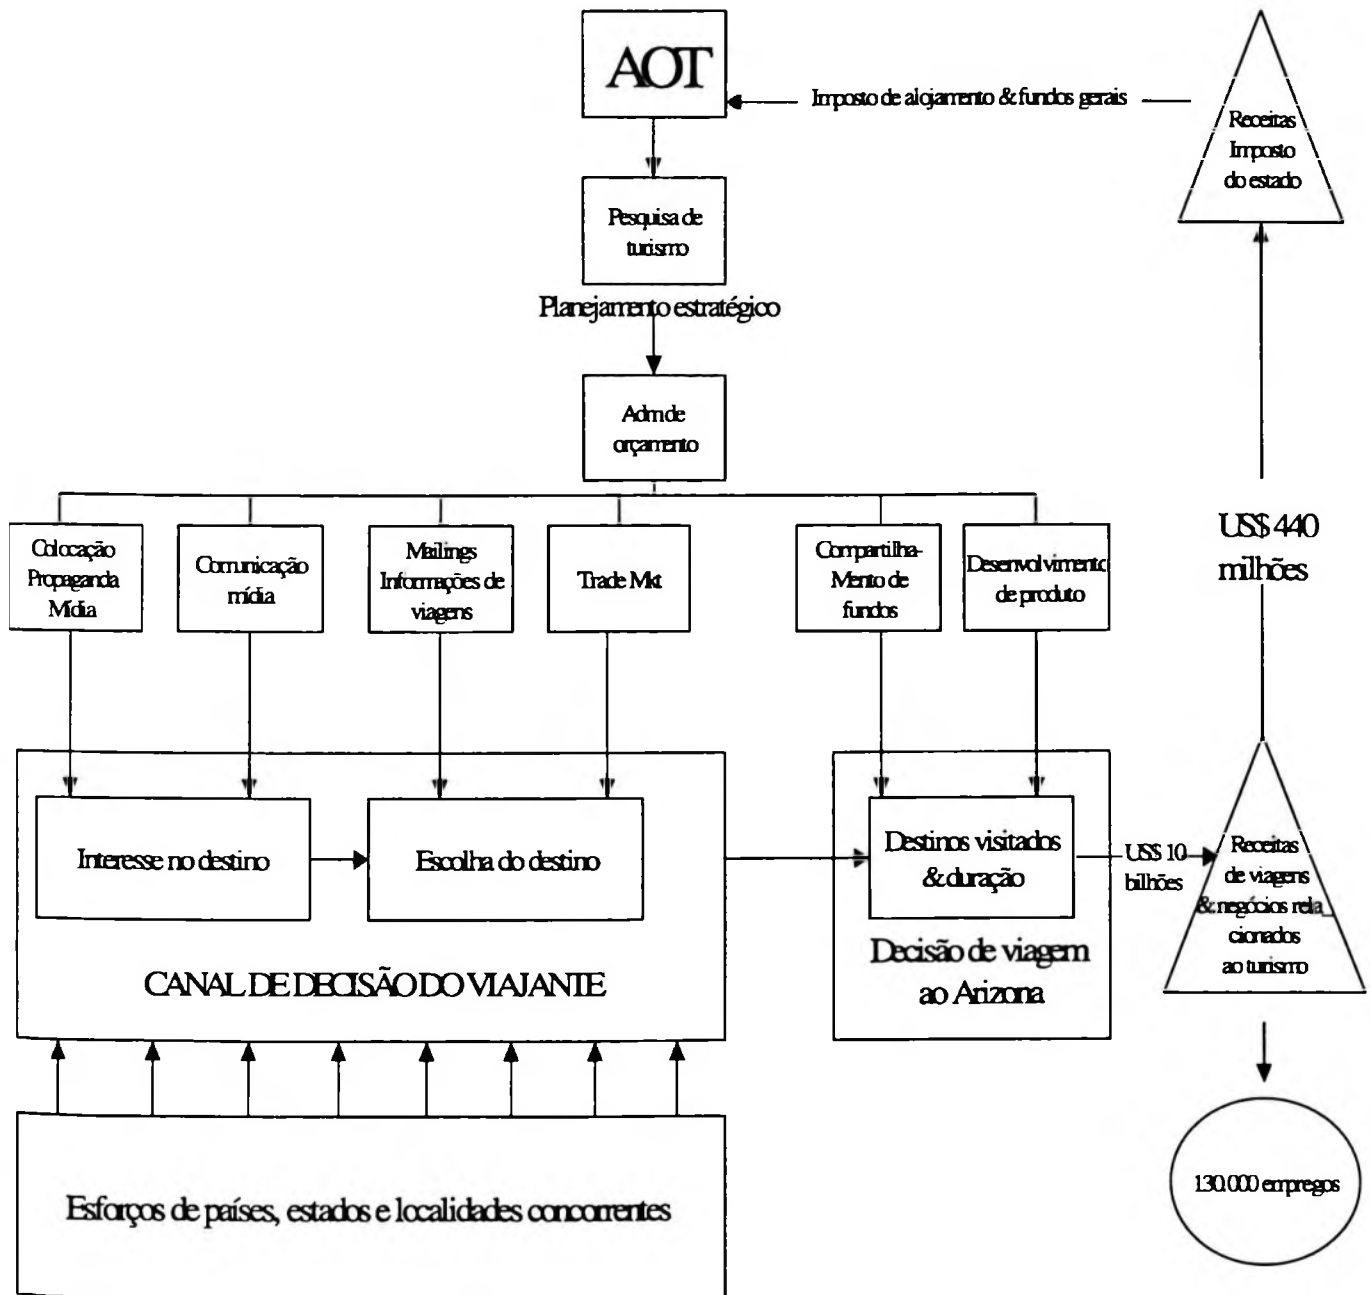 AOT
Imposto de alojamento & fundos gerais
Receitas
Imposto
do estado
Pesquisa de
turismo
Planejamento estratégico
Adm de
orçamento
Colocação
Propaganda
Mídia
Comunicação
mídia
Mailings
Informações de
viagens
Trade Mkt
Compartilha-
Mento de
fundos
Desenvolvimento
de produto
US$ 440
milhões
Interesse no destino
Escolha do destino
Destinos visitados
& duração
US$ 10
bilhões
Receitas
de viagens
& negócios rela_
cionados
ao turismo
CANAL DE DECISÃO DO VIAJANTE
Decisão de viagem
ao Arizona
Esforços de países, estados e localidades concorrentes
130.000 empregos